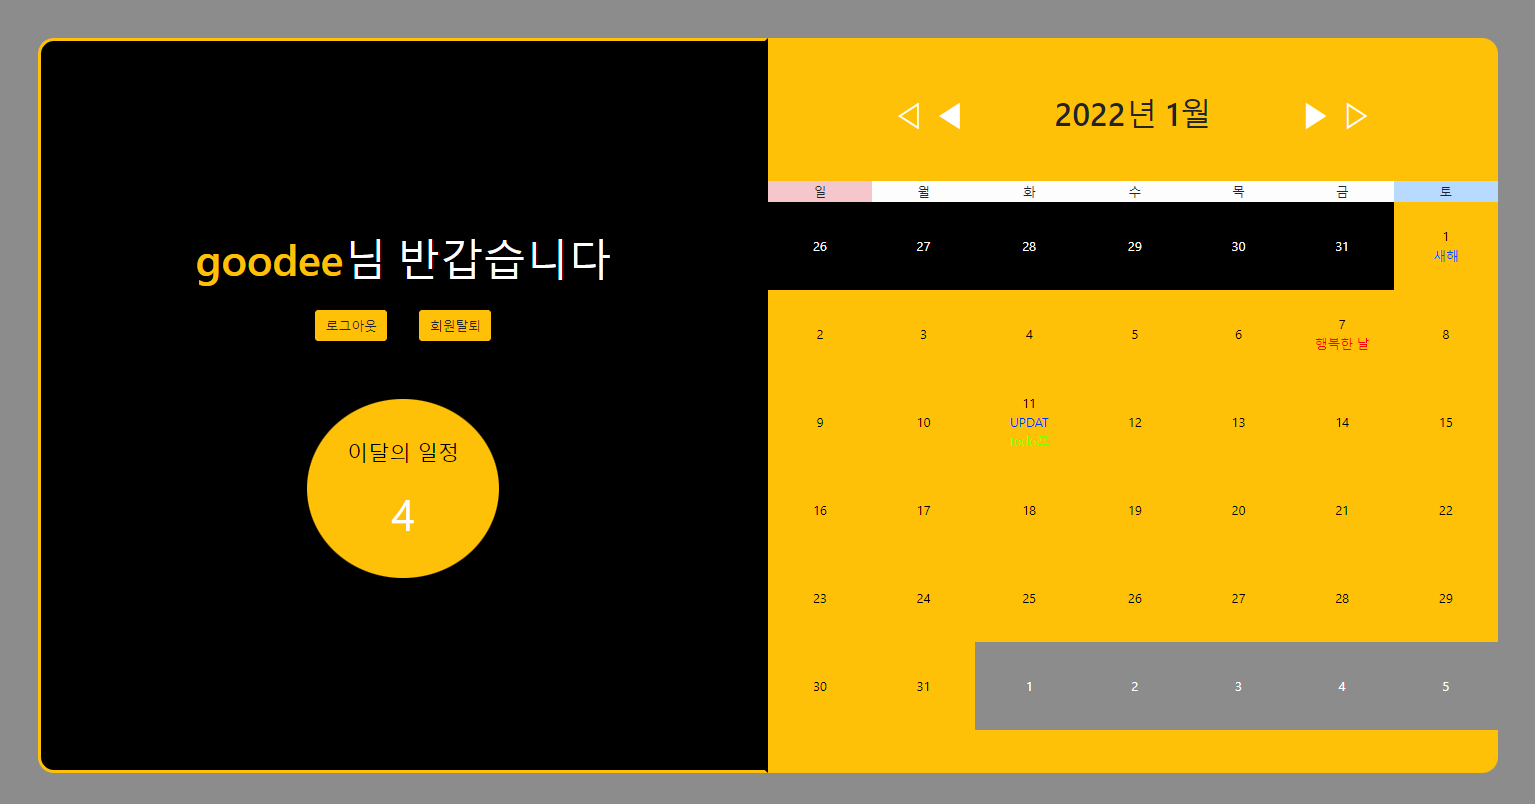 goodee님 반갑습니다
로그아웃 회원탈퇴
이달의 일정
4
2022년 1월
일 월 화 수 목 금 토
26 27 28 29 30 31 1
새해
2 3 4 5 6 7 8
행복한 날
9 10 11 12 13 14 15
UPDAT
16 17 18 19 20 21 22
23 24 25 26 27 28 29
30 31 1 2 3 4 5